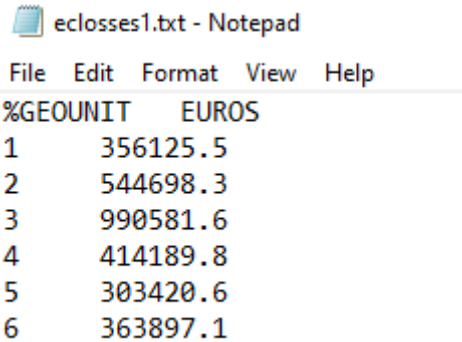 eclosses1.txt - Notepad
File Edit Format View Help
%GEOUNIT EUROS
1 356125.5
2 544698.3
3 990581.6
4 414189.8
5 303420.6
6 363897.1